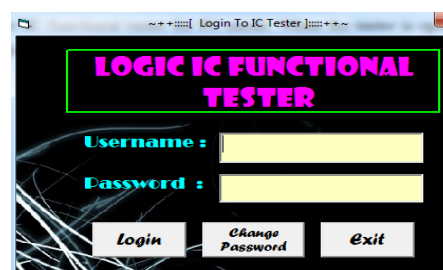 ~++:::::[ Login To IC Tester ]:::::++~
LOGIC IC FUNCTIONAL
TESTER
Username :
Password :
Login
Change
Password
Exit